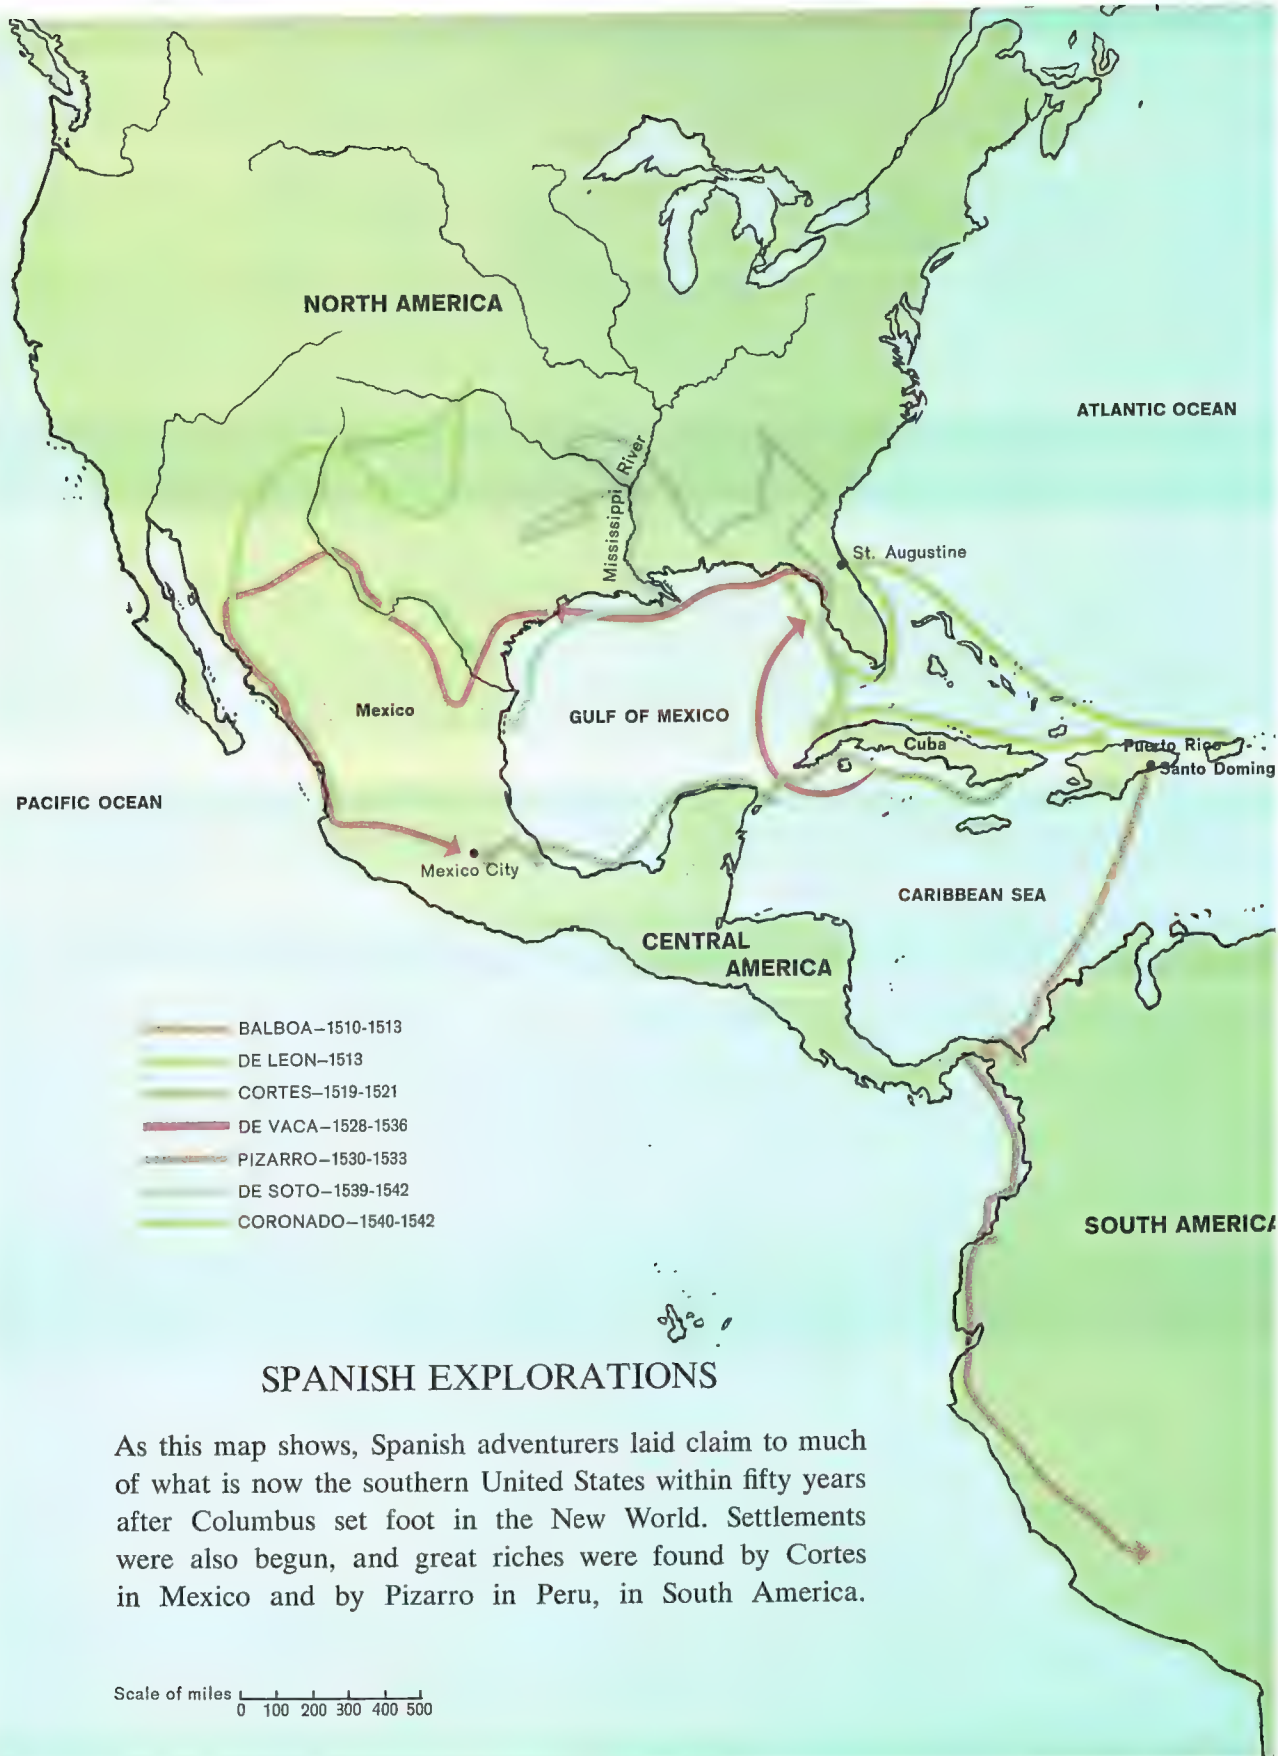 NORTH AMERICA
ATLANTIC OCEAN
Mississippi River
St. Augustine
Mexico
GULF OF MEXICO
Cuba
Puerto Rico
Santo Doming
PACIFIC OCEAN
Mexico City
CARIBBEAN SEA
CENTRAL
AMERICA
BALBOA—1510-1513
DE LEON—1513
CORTES—1519-1521
DE VACA—1528-1536
PIZARRO—1530-1533
DE SOTO—1539-1542
CORONADO—1540-1542
SOUTH AMERICA
SPANISH EXPLORATIONS
As this map shows, Spanish adventurers laid claim to much
of what is now the southern United States within fifty years
after Columbus set foot in the New World. Settlements
were also begun, and great riches were found by Cortes
in Mexico and by Pizarro in Peru, in South America.
Scale of miles
0 100 200 300 400 500